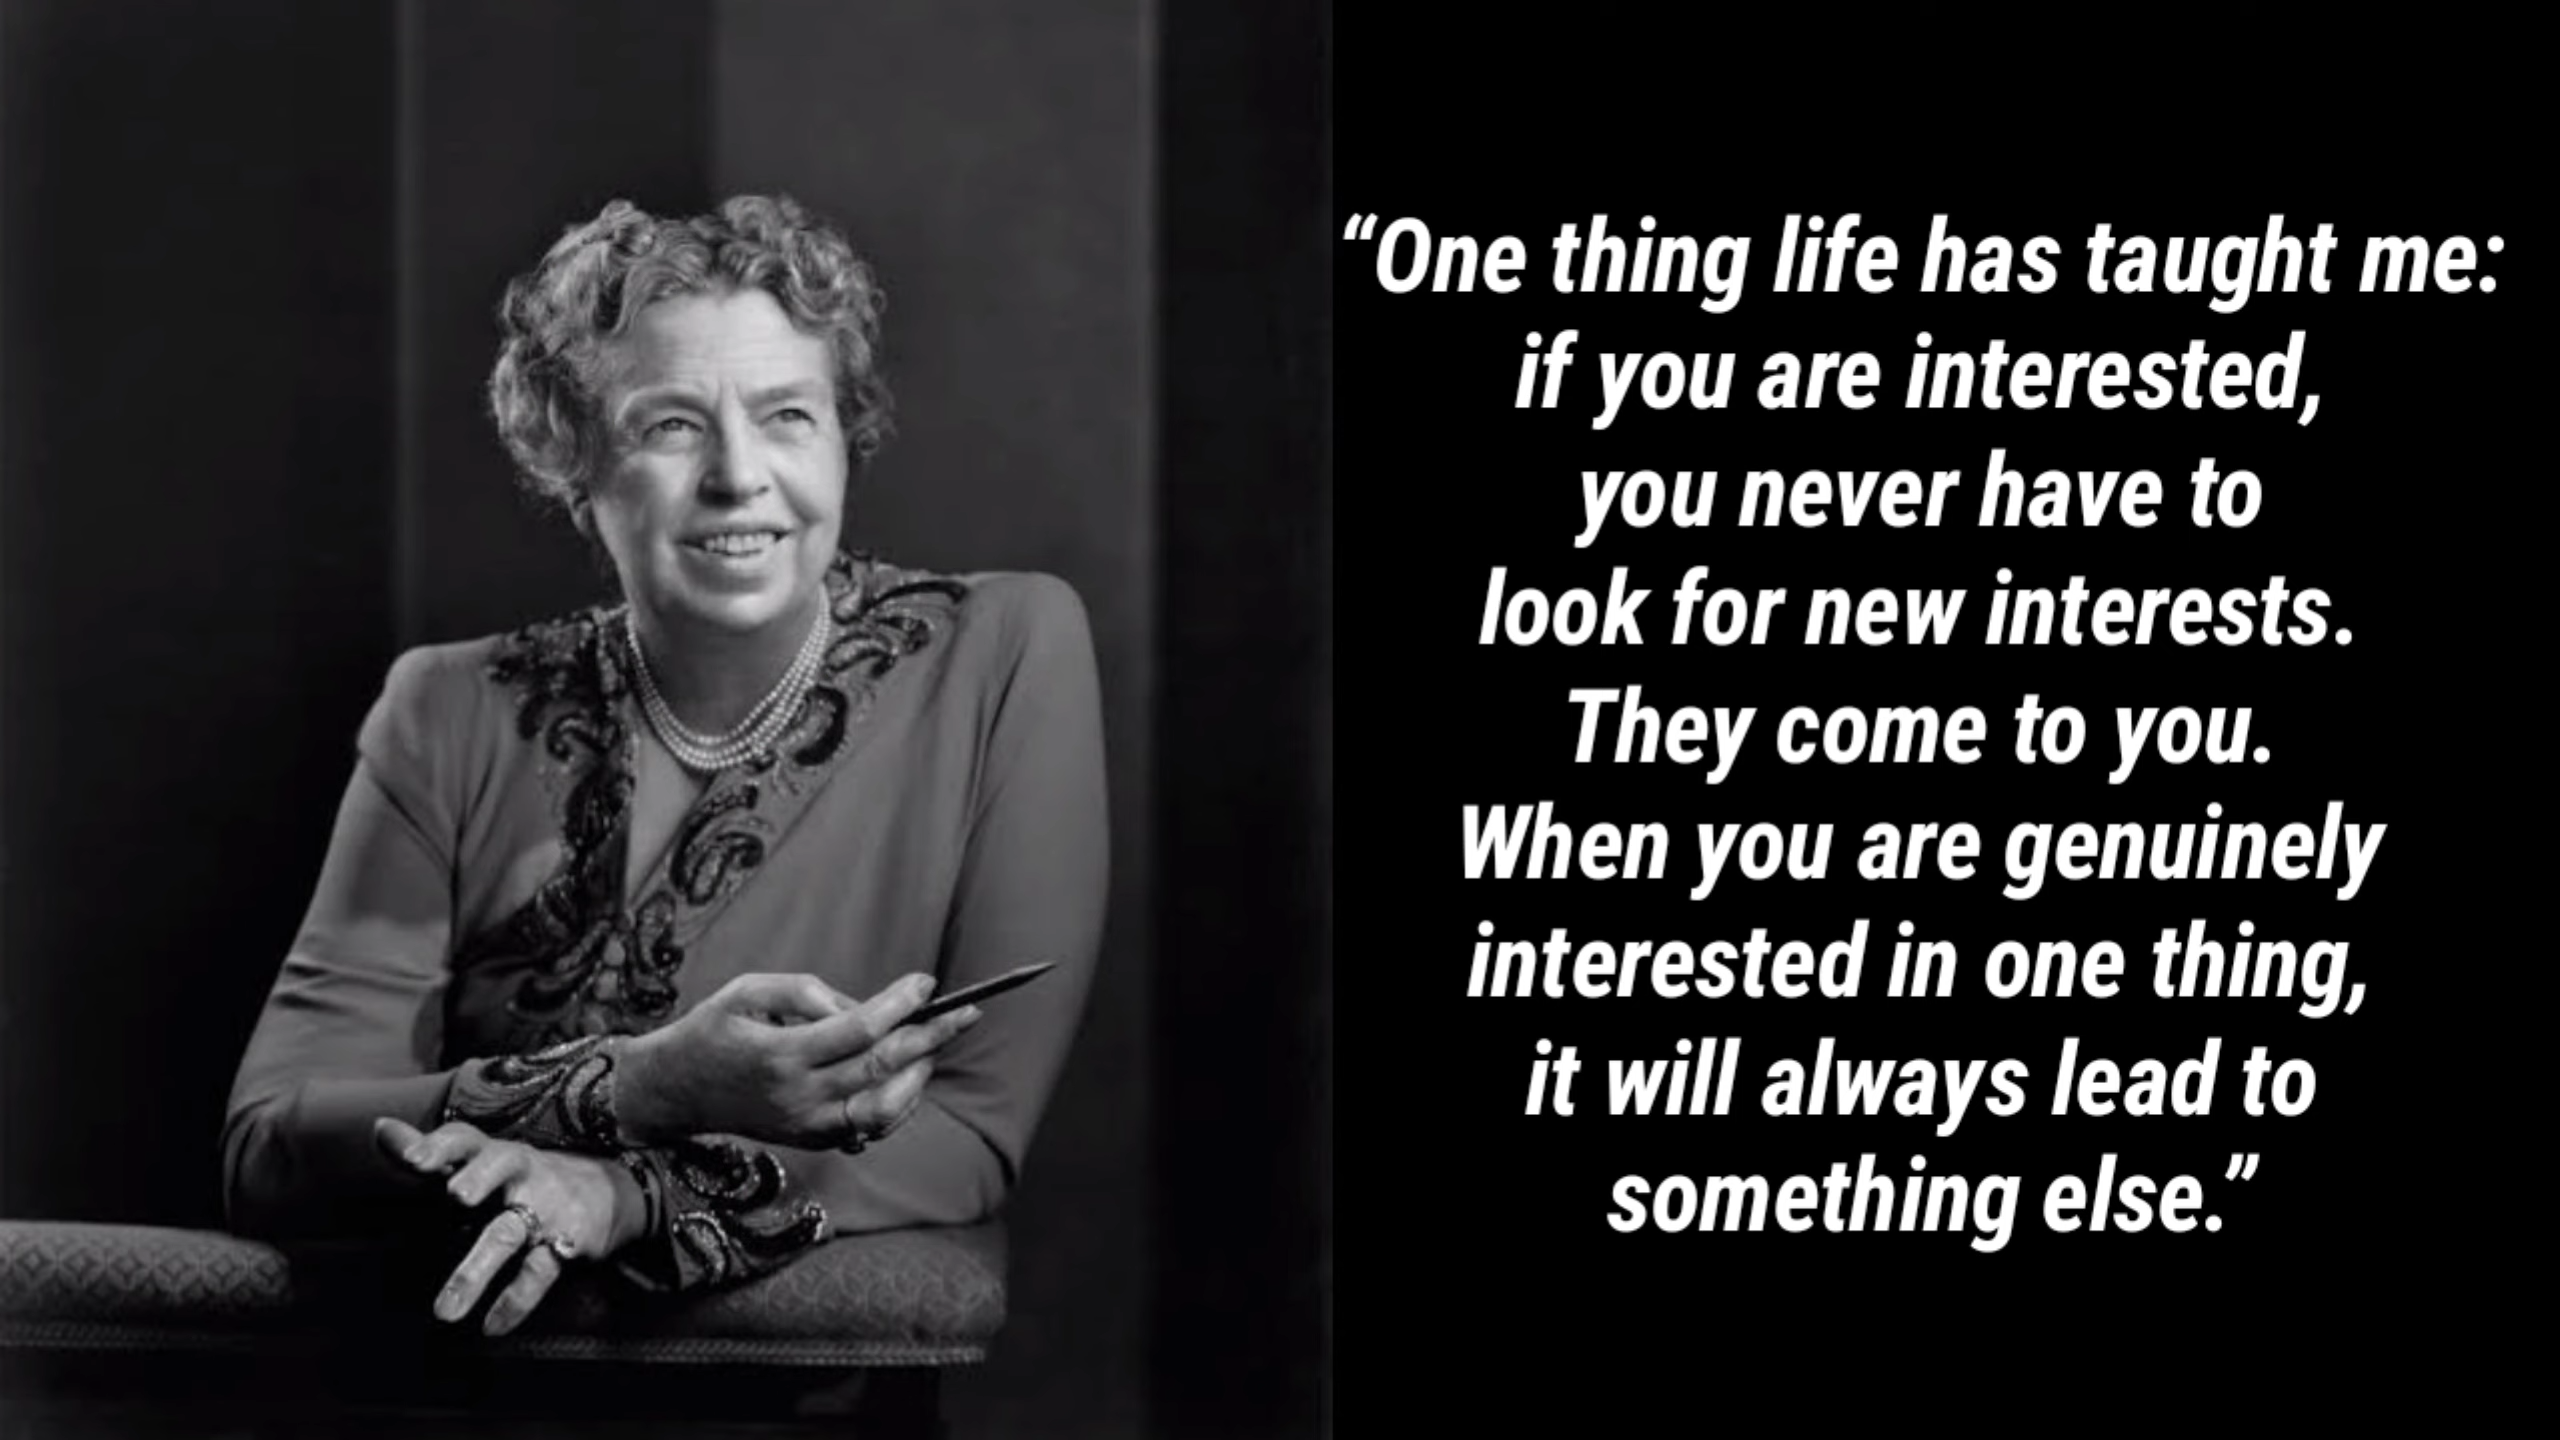 “One thing life has taught me:
if you are interested,
you never have to
look for new interests.
They come to you.
When you are genuinely
interested in one thing,
it will always lead to
something else.”